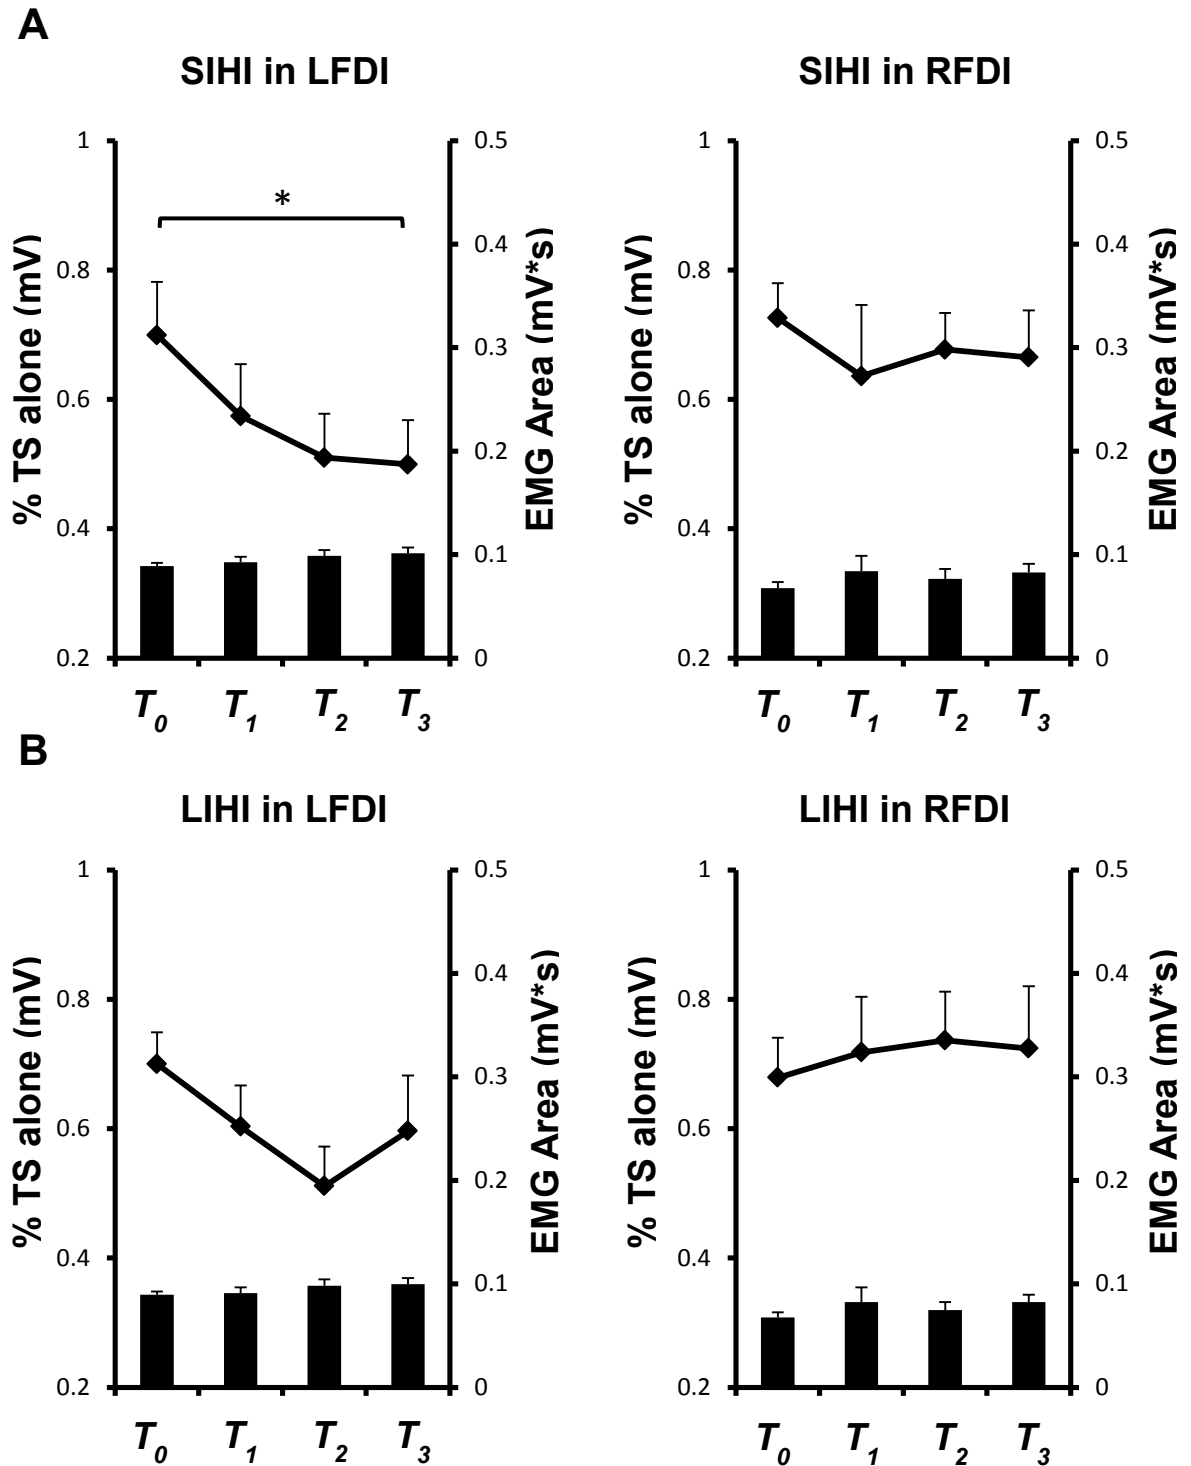 A
SIHI in LFDI
SIHI in RFDI
% TS alone (mV)
1
0.8
0.6
0.4
0.2
*
0.5
0.4
0.3
0.2
0.1
0
EMG Area (mV*s)
T0 T1 T2 T3
% TS alone (mV)
1
0.8
0.6
0.4
0.2
0.5
0.4
0.3
0.2
0.1
0
EMG Area (mV*s)
T0 T1 T2 T3
B
LIHI in LFDI
LIHI in RFDI
% TS alone (mV)
1
0.8
0.6
0.4
0.2
0.5
0.4
0.3
0.2
0.1
0
EMG Area (mV*s)
T0 T1 T2 T3
% TS alone (mV)
1
0.8
0.6
0.4
0.2
0.5
0.4
0.3
0.2
0.1
0
EMG Area (mV*s)
T0 T1 T2 T3